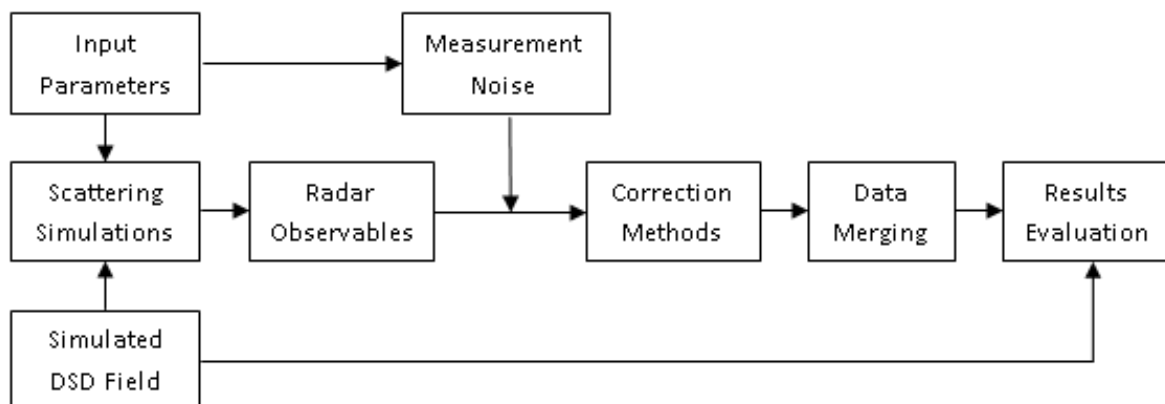 Input
Parameters
Measurement
Noise
Scattering
Simulations
Radar
Observables
Correction
Methods
Data
Merging
Results
Evaluation
Simulated
DSD Field